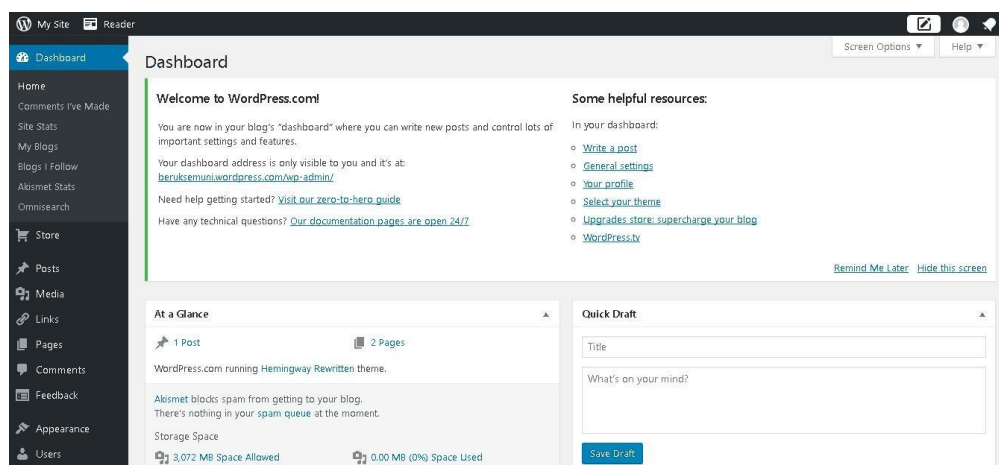 My Site Reader
Screen Options Help
Dashboard
Home
Comments I've Made
Site Stats
My Blogs
Blogs I Follow
Akismet Stats
Omnisearch
Store
Posts
Media
Links
Pages
Comments
Feedback
Appearance
Users
Dashboard
Welcome to WordPress.com!
You are now in your blog's "dashboard" where you can write new posts and control lots of
important settings and features.
Your dashboard address is only visible to you and it's at:
beruksemuni.wordpress.com/wp-admin/
Need help getting started? Visit our zero-to-hero guide
Have any technical questions? Our documentation pages are open 24/7
Some helpful resources:
In your dashboard:
Write a post
General settings
Your profile
Select your theme
Upgrades store: supercharge your blog
WordPress.tv
Remind Me Later Hide this screen
At a Glance
1 Post 2 Pages
WordPress.com running Hemingway Rewritten theme.
Akismet blocks spam from getting to your blog.
There's nothing in your spam queue at the moment.
Storage Space
3,072 MB Space Allowed 0.00 MB (0%) Space Used
Quick Draft
Title
What's on your mind?
Save Draft